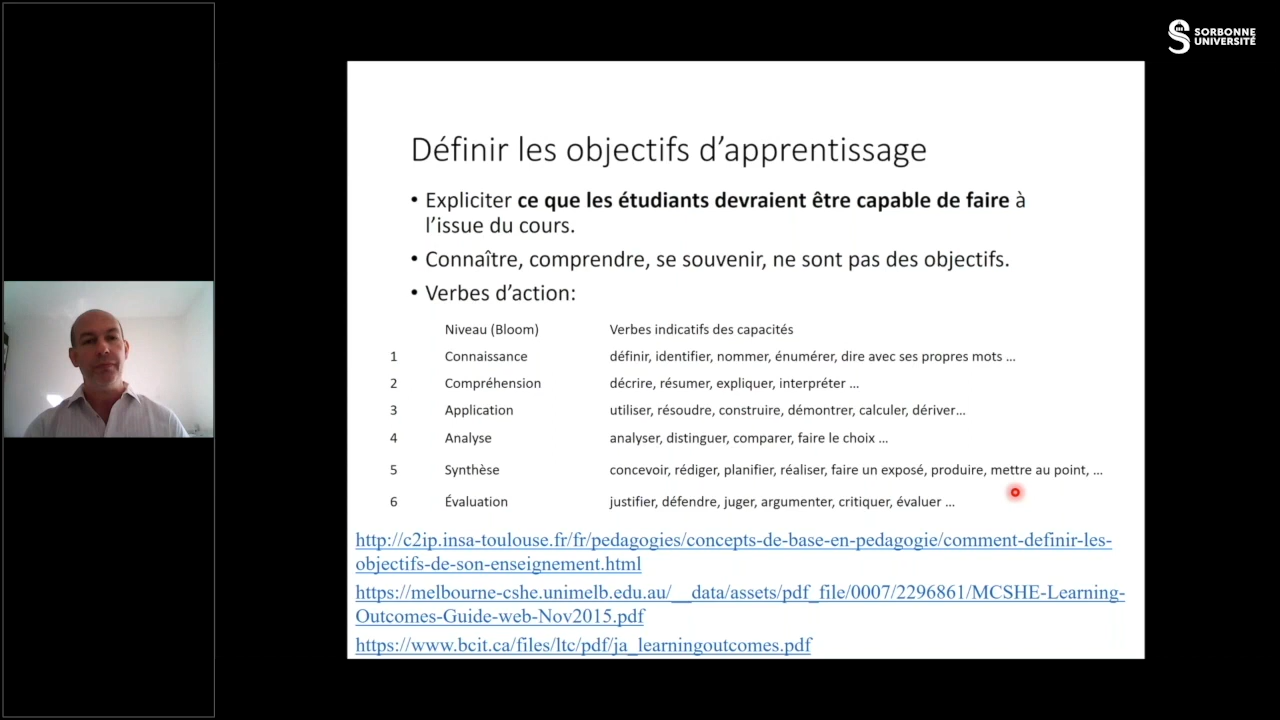 SORBONNE
UNIVERSITÉ
Définir les objectifs d’apprentissage
• Expliciter ce que les étudiants devraient être capable de faire à
l’issue du cours.
• Connaître, comprendre, se souvenir, ne sont pas des objectifs.
• Verbes d’action:
Niveau (Bloom) Verbes indicatifs des capacités
1 Connaissance définir, identifier, nommer, énumérer, dire avec ses propres mots ...
2 Compréhension décrire, résumer, expliquer, interpréter ...
3 Application utiliser, résoudre, construire, démontrer, calculer, dériver...
4 Analyse analyser, distinguer, comparer, faire le choix ...
5 Synthèse concevoir, rédiger, planifier, réaliser, faire un exposé, produire, mettre au point, ...
6 Évaluation justifier, défendre, juger, argumenter, critiquer, évaluer ...
http://c2ip.insa-toulouse.fr/fr/pedagogies/concepts-de-base-en-pedagogie/comment-definir-les-
objectifs-de-son-enseignement.html
https://melbourne-cshe.unimelb.edu.au/__data/assets/pdf_file/0007/2296861/MCSHE-Learning-
Outcomes-Guide-web-Nov2015.pdf
https://www.bcit.ca/files/ltc/pdf/ja_learningoutcomes.pdf